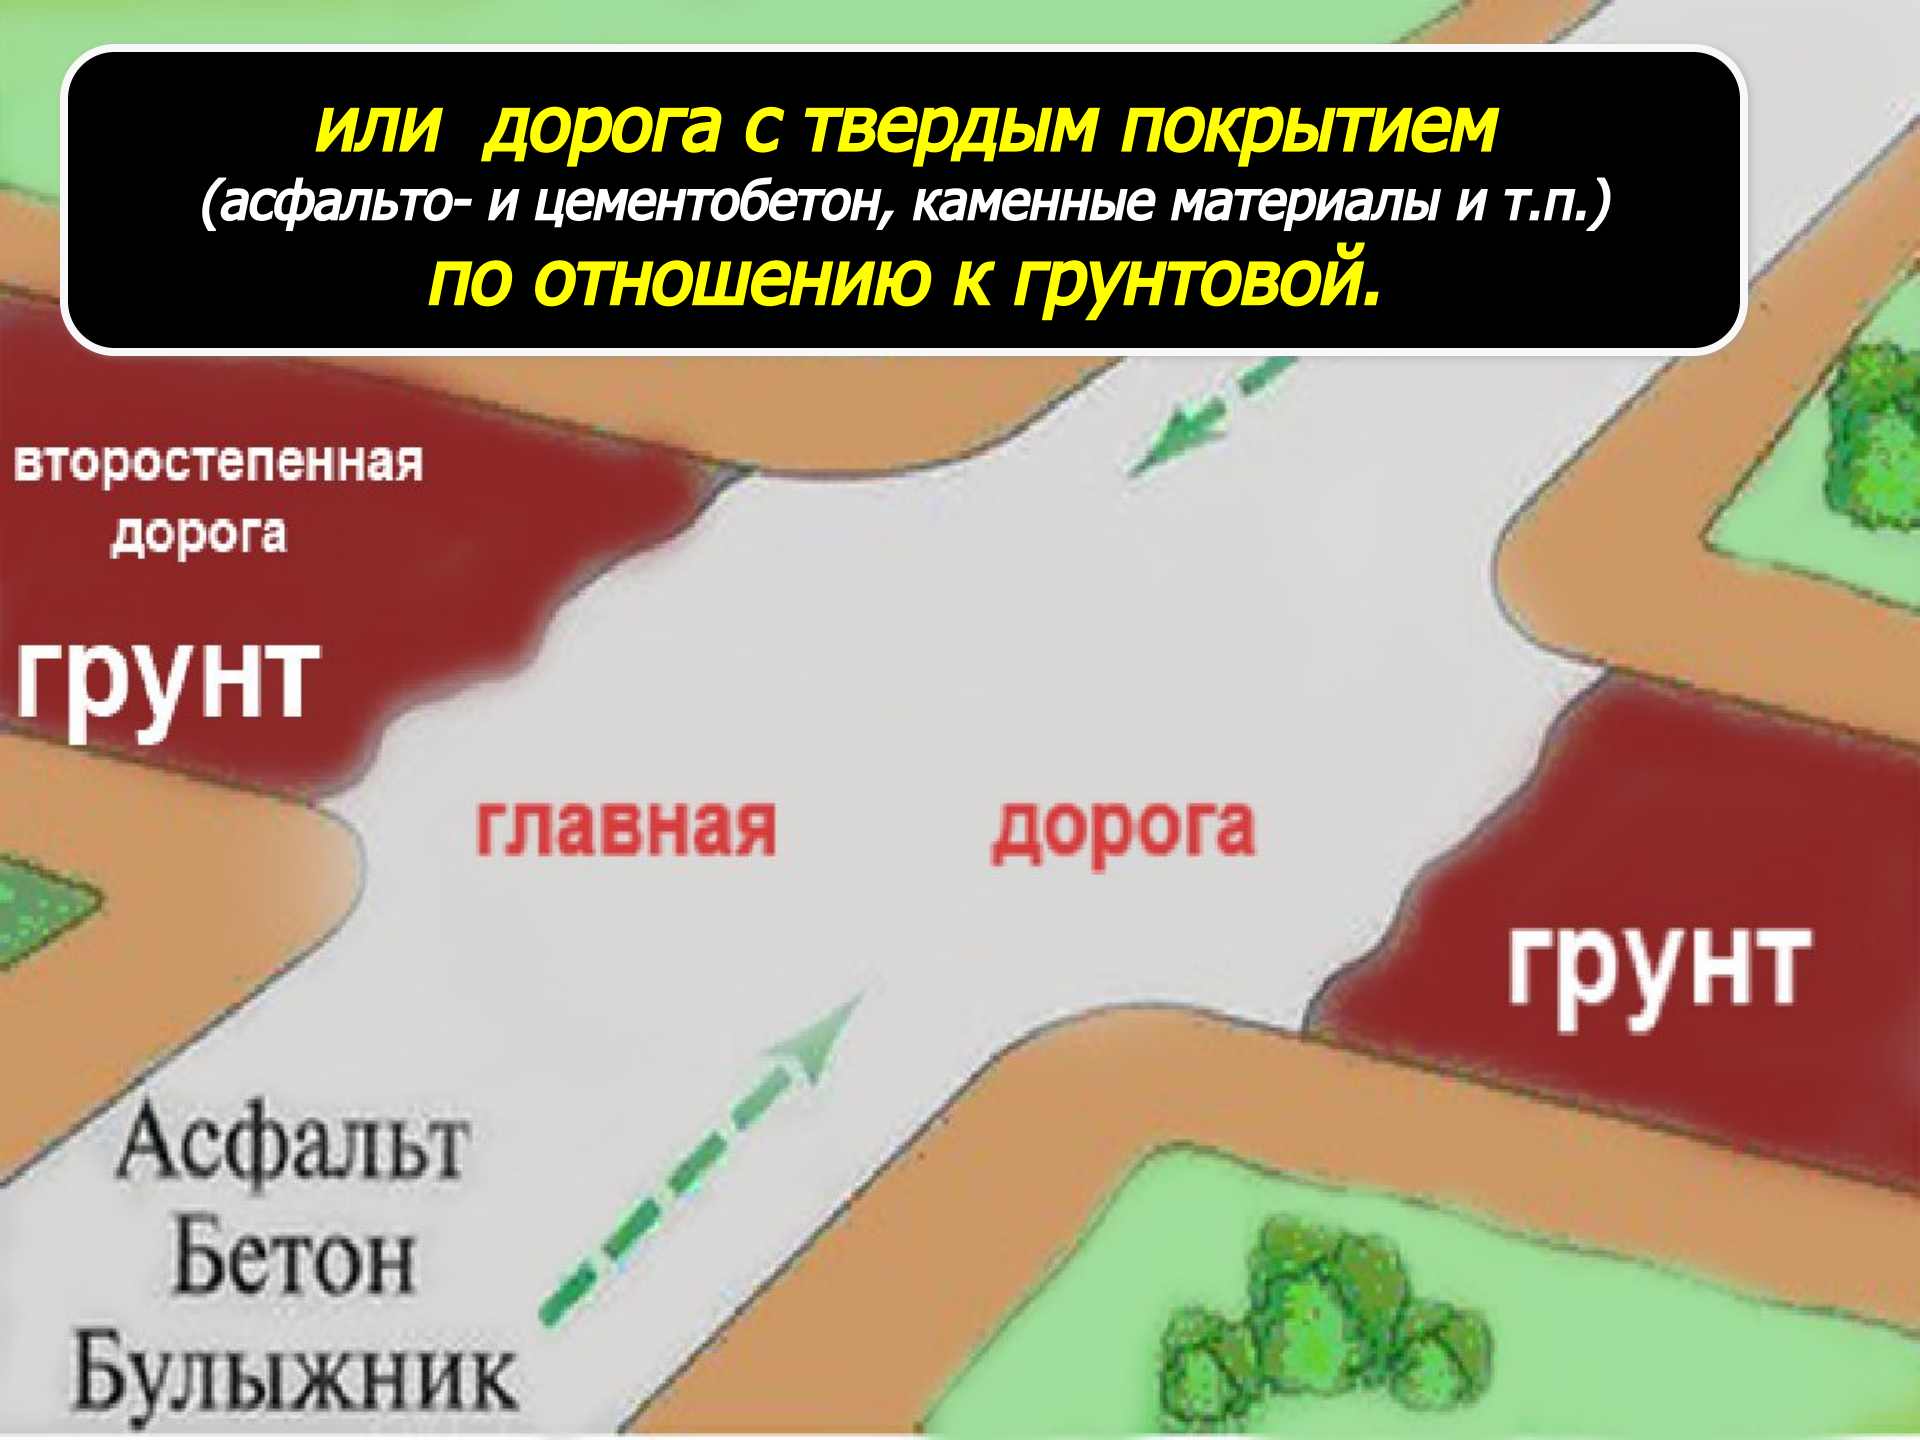 или дорога с твердым покрытием
(асфальто- и цементобетон, каменные материалы и т.п.)
по отношению к грунтовой.
второстепенная
дорога
грунт
главная дорога
грунт
Асфальт
Бетон
Булыжник